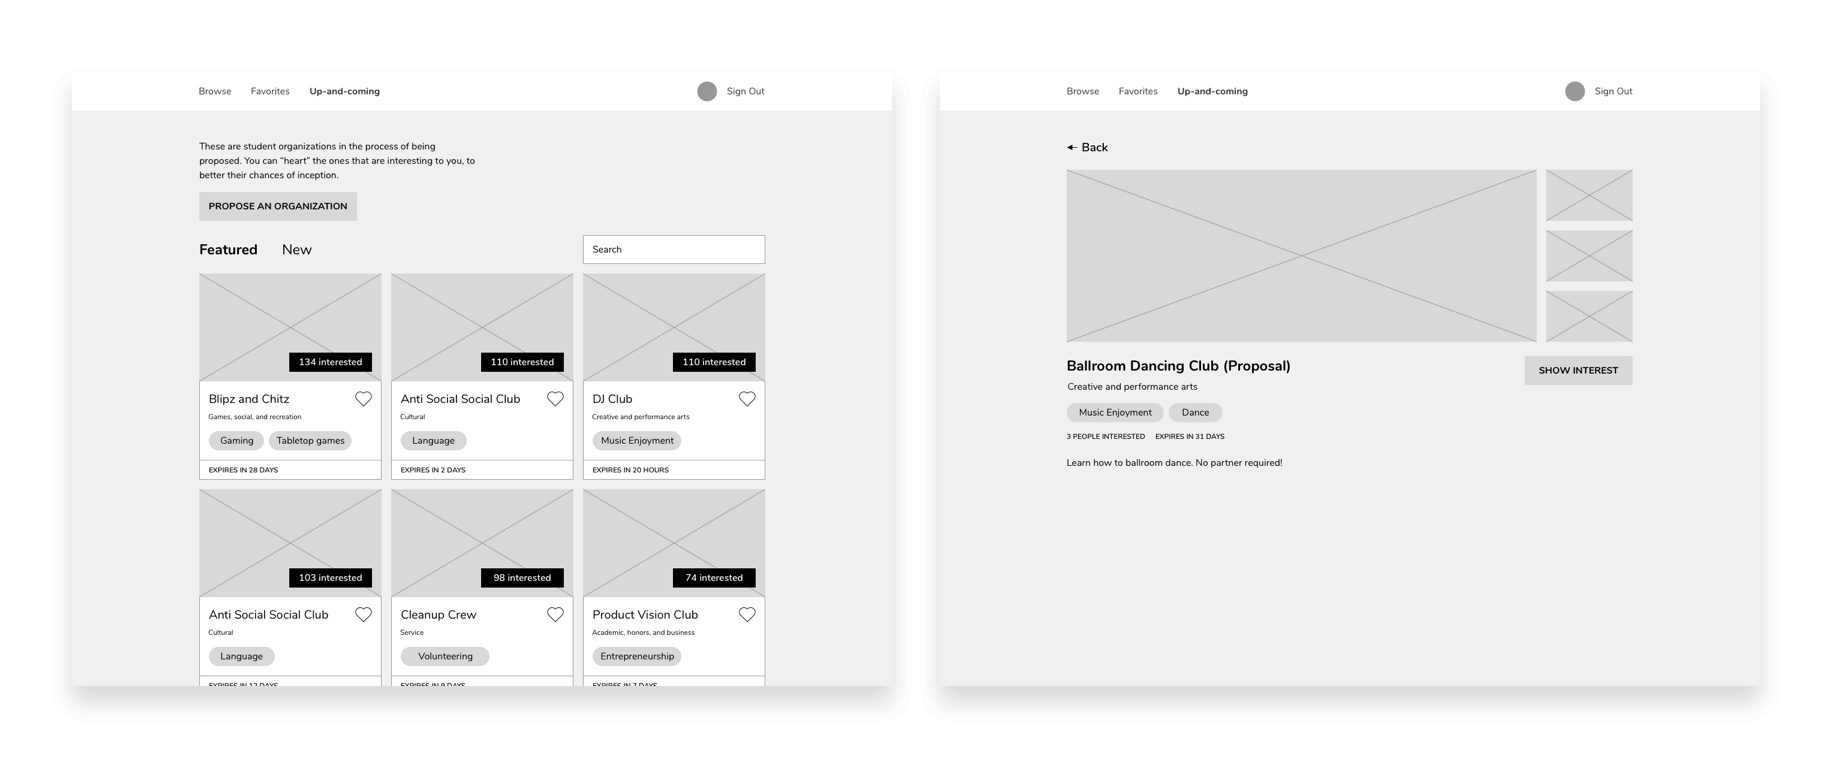 Browse Favorites Up-and-coming Sign Out
These are student organizations in the process of being
proposed. You can “heart” the ones that are interesting to you, to
better their chances of inception.
PROPOSE AN ORGANIZATION
Featured New Search
134 interested 110 interested 110 interested
Blipz and Chitz Anti Social Social Club DJ Club
Games, social, and recreation Cultural Creative and performance arts
Gaming Tabletop games Language Music Enjoyment
EXPIRES IN 28 DAYS EXPIRES IN 2 DAYS EXPIRES IN 20 HOURS
103 interested 98 interested 74 interested
Anti Social Social Club Cleanup Crew Product Vision Club
Cultural Service Academic, honors, and business
Language Volunteering Entrepreneurship
EXPIRES IN 12 DAYS EXPIRES IN 9 DAYS EXPIRES IN 7 DAYS
Browse Favorites Up-and-coming Sign Out
Back
Ballroom Dancing Club (Proposal) SHOW INTEREST
Creative and performance arts
Music Enjoyment Dance
3 PEOPLE INTERESTED EXPIRES IN 31 DAYS
Learn how to ballroom dance. No partner required!